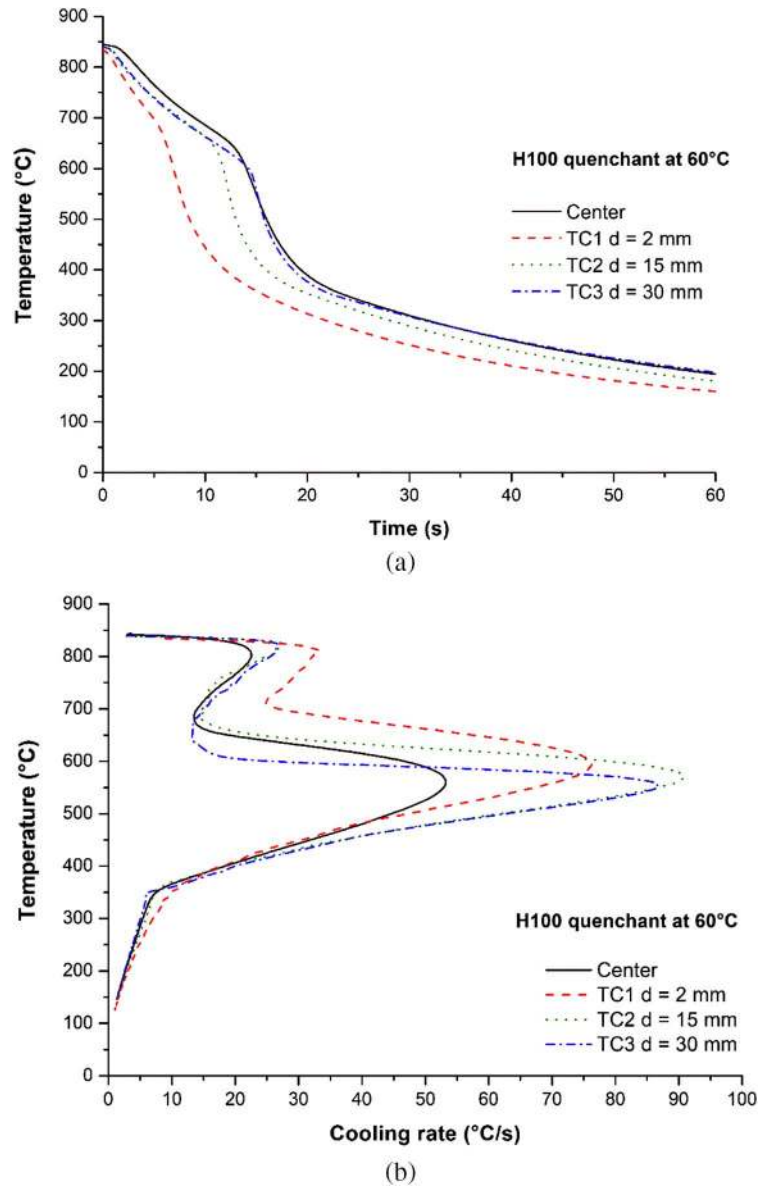 900
800
700
600
500
400
300
200
100
0
Temperature (°C)
H100 quenchant at 60°C
Center
TC1 d = 2 mm
TC2 d = 15 mm
TC3 d = 30 mm
0 10 20 30 40 50 60
Time (s)
(a)
900
800
700
600
500
400
300
200
100
0
Temperature (°C)
H100 quenchant at 60°C
Center
TC1 d = 2 mm
TC2 d = 15 mm
TC3 d = 30 mm
0 10 20 30 40 50 60 70 80 90 100
Cooling rate (°C/s)
(b)